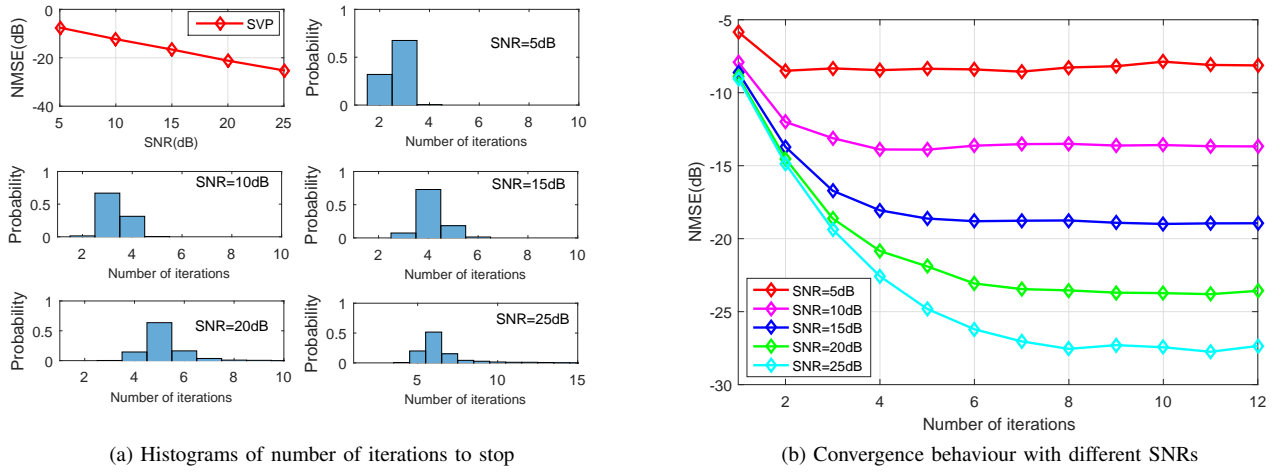 0
-20
-40
NMSE(dB)
SVP
5 10 15 20 25
SNR(dB)
1
0.5
0
Probability
SNR=5dB
2 4 6 8 10
Number of iterations
1
0.5
0
Probability
SNR=10dB
2 4 6 8 10
Number of iterations
1
0.5
0
Probability
SNR=15dB
2 4 6 8 10
Number of iterations
1
0.5
0
Probability
SNR=20dB
2 4 6 8 10
Number of iterations
1
0.5
0
Probability
SNR=25dB
5 10 15
Number of iterations
(a) Histograms of number of iterations to stop
-5
-10
-15
-20
-25
-30
NMSE(dB)
SNR=5dB
SNR=10dB
SNR=15dB
SNR=20dB
SNR=25dB
2 4 6 8 10 12
Number of iterations
(b) Convergence behaviour with different SNRs